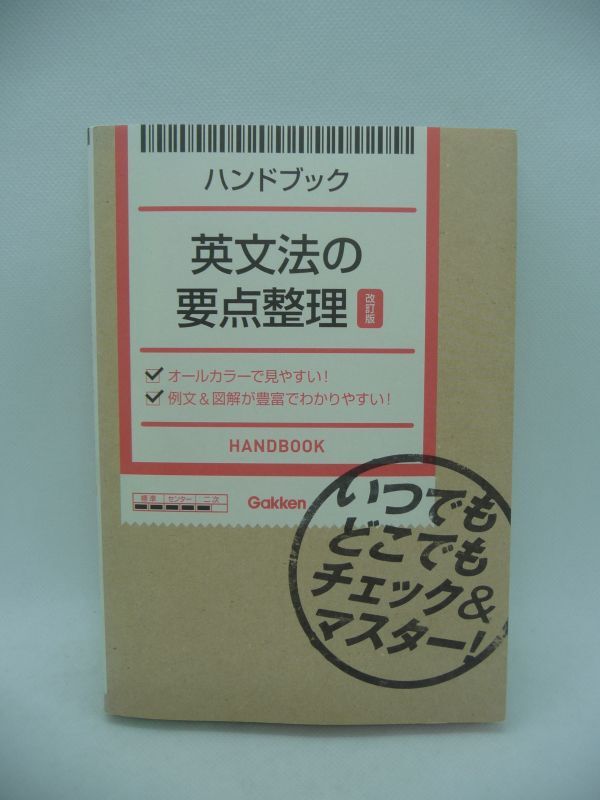 ハンドブック
英文法の
要点整理
改訂版
オールカラーで見やすい!
例文&図解が豊富でわかりやすい!
HANDBOOK
標準 センター 二次
Gakken
いつでも
どこでも
チェック&
マスター!